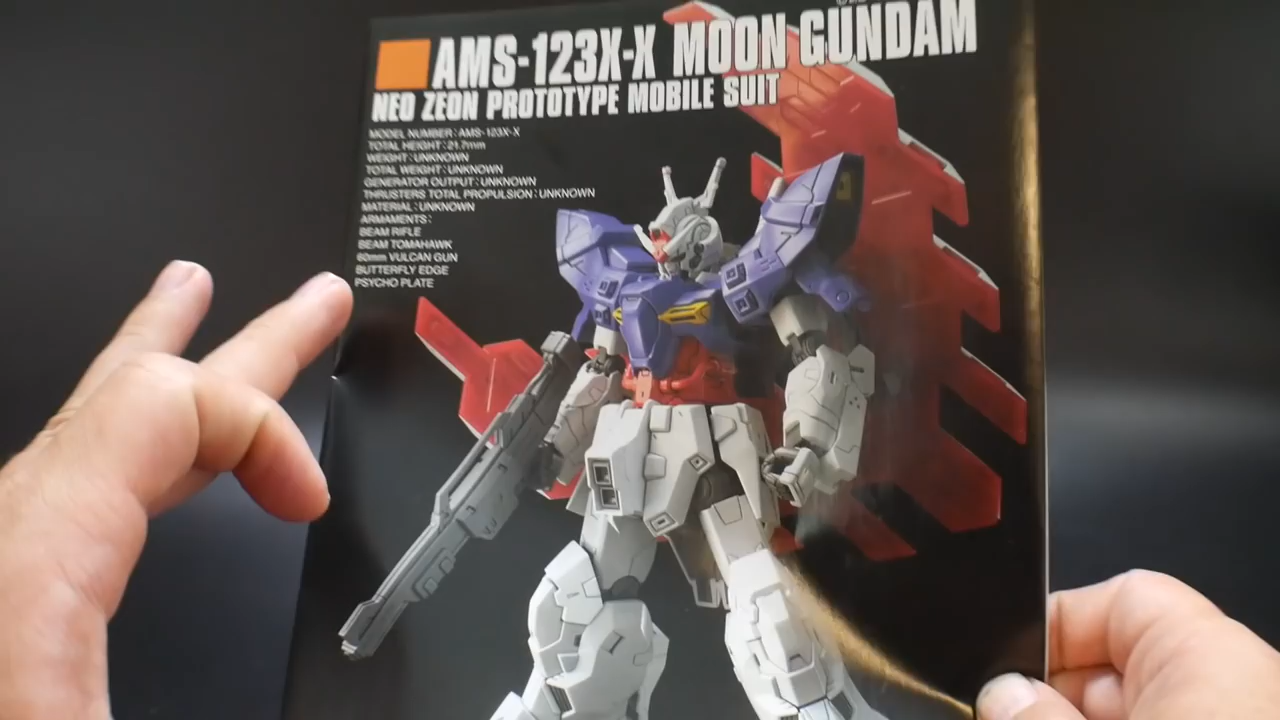 AMS-123X-X MOON GUNDAM
NEO ZEON PROTOTYPE MOBILE SUIT
MODEL NUMBER : AMS-123X-X
TOTAL HEIGHT : 21.7mm
WEIGHT : UNKNOWN
TOTAL WEIGHT : UNKNOWN
GENERATOR OUTPUT : UNKNOWN
THRUSTERS TOTAL PROPULSION : UNKNOWN
MATERIAL : UNKNOWN
ARMAMENTS :
BEAM RIFLE
BEAM TOMAHAWK
60mm VULCAN GUN
BUTTERFLY EDGE
PSYCHO PLATE